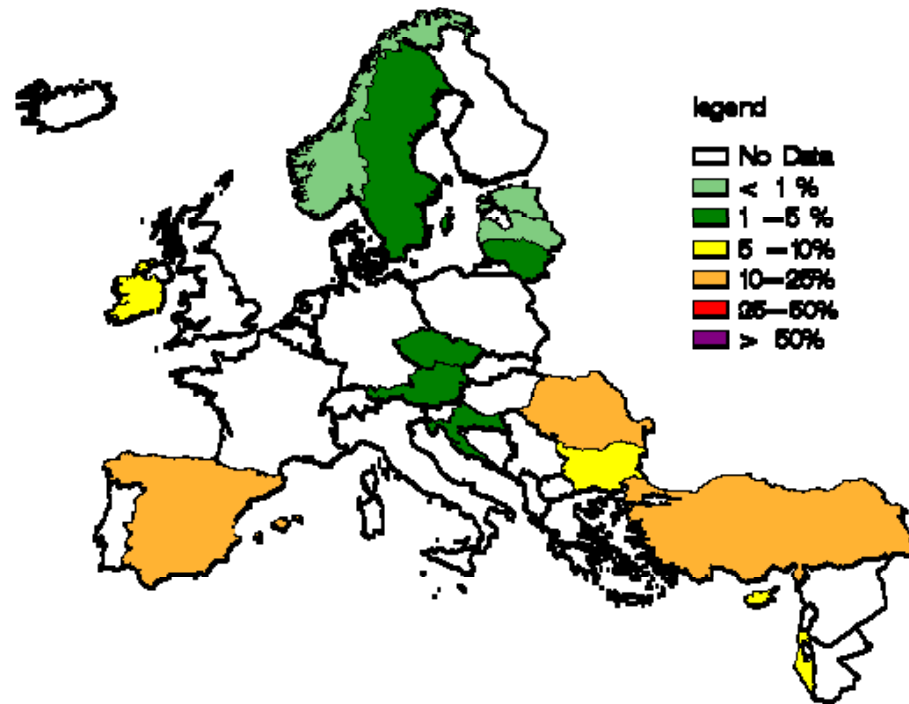 legend
No Data
< 1 %
1 –5 %
5 –10%
10–25%
25–50%
> 50%